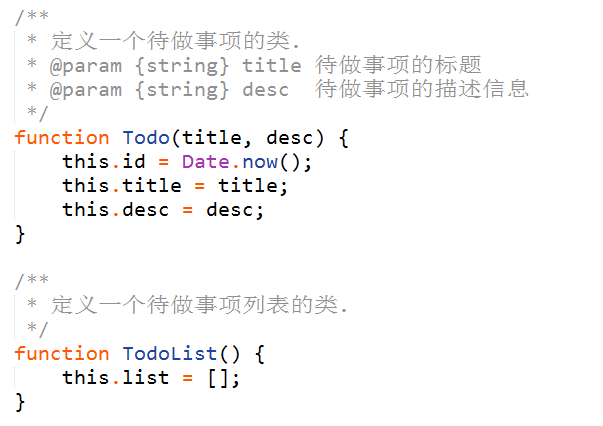 /**
 * 定义一个待做事项的类.
 * @param {string} title 待做事项的标题
 * @param {string} desc  待做事项的描述信息
 */
function Todo(title, desc) {
    this.id = Date.now();
    this.title = title;
    this.desc = desc;
}

/**
 * 定义一个待做事项列表的类.
 */
function TodoList() {
    this.list = [];
}